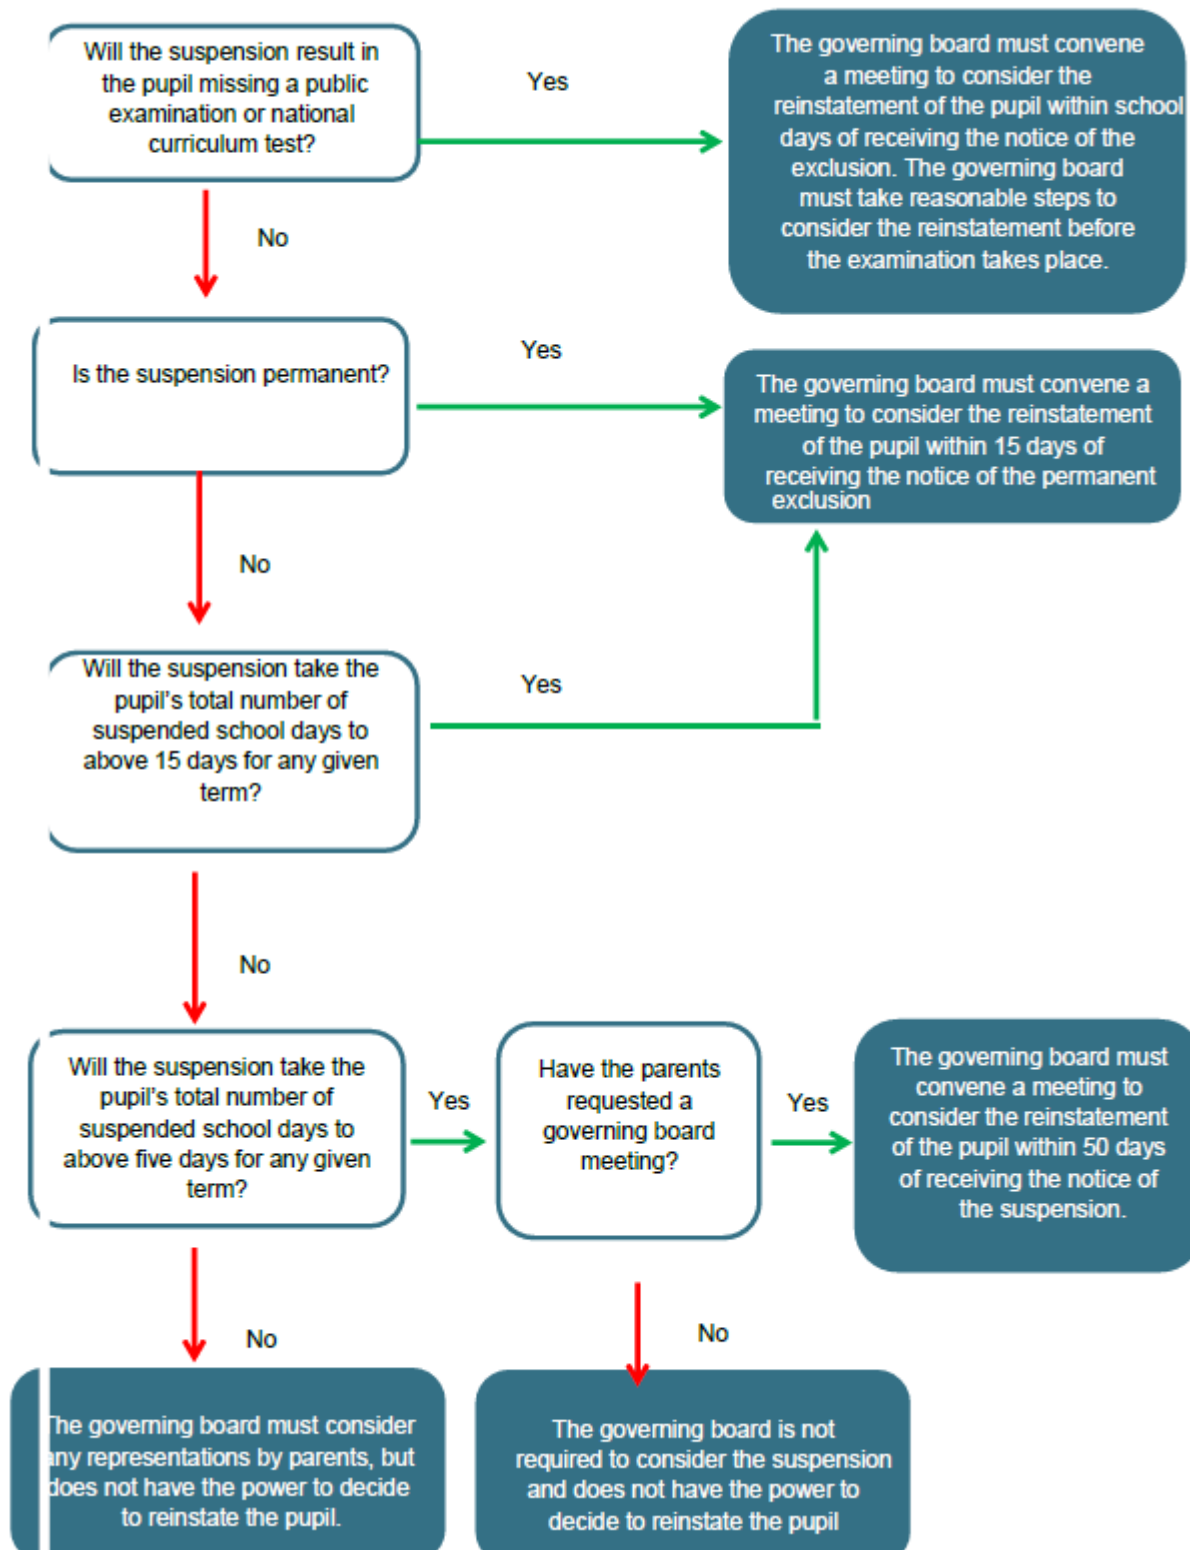 Will the suspension result in
the pupil missing a public
examination or national
curriculum test?
Yes
The governing board must convene
a meeting to consider the
reinstatement of the pupil within school
days of receiving the notice of the
exclusion. The governing board
must take reasonable steps to
consider the reinstatement before
the examination takes place.
No
Is the suspension permanent?
Yes
The governing board must convene a
meeting to consider the reinstatement
of the pupil within 15 days of
receiving the notice of the permanent
exclusion
No
Will the suspension take the
pupil's total number of
suspended school days to
above 15 days for any given
term?
Yes
No
Will the suspension take the
pupil's total number of
suspended school days to
above five days for any given
term?
Yes
Have the parents
requested a
governing board
meeting?
Yes
The governing board must
convene a meeting to
consider the reinstatement
of the pupil within 50 days
of receiving the notice of
the suspension.
No
The governing board must consider
any representations by parents, but
does not have the power to decide
to reinstate the pupil.
No
The governing board is not
required to consider the suspension
and does not have the power to
decide to reinstate the pupil